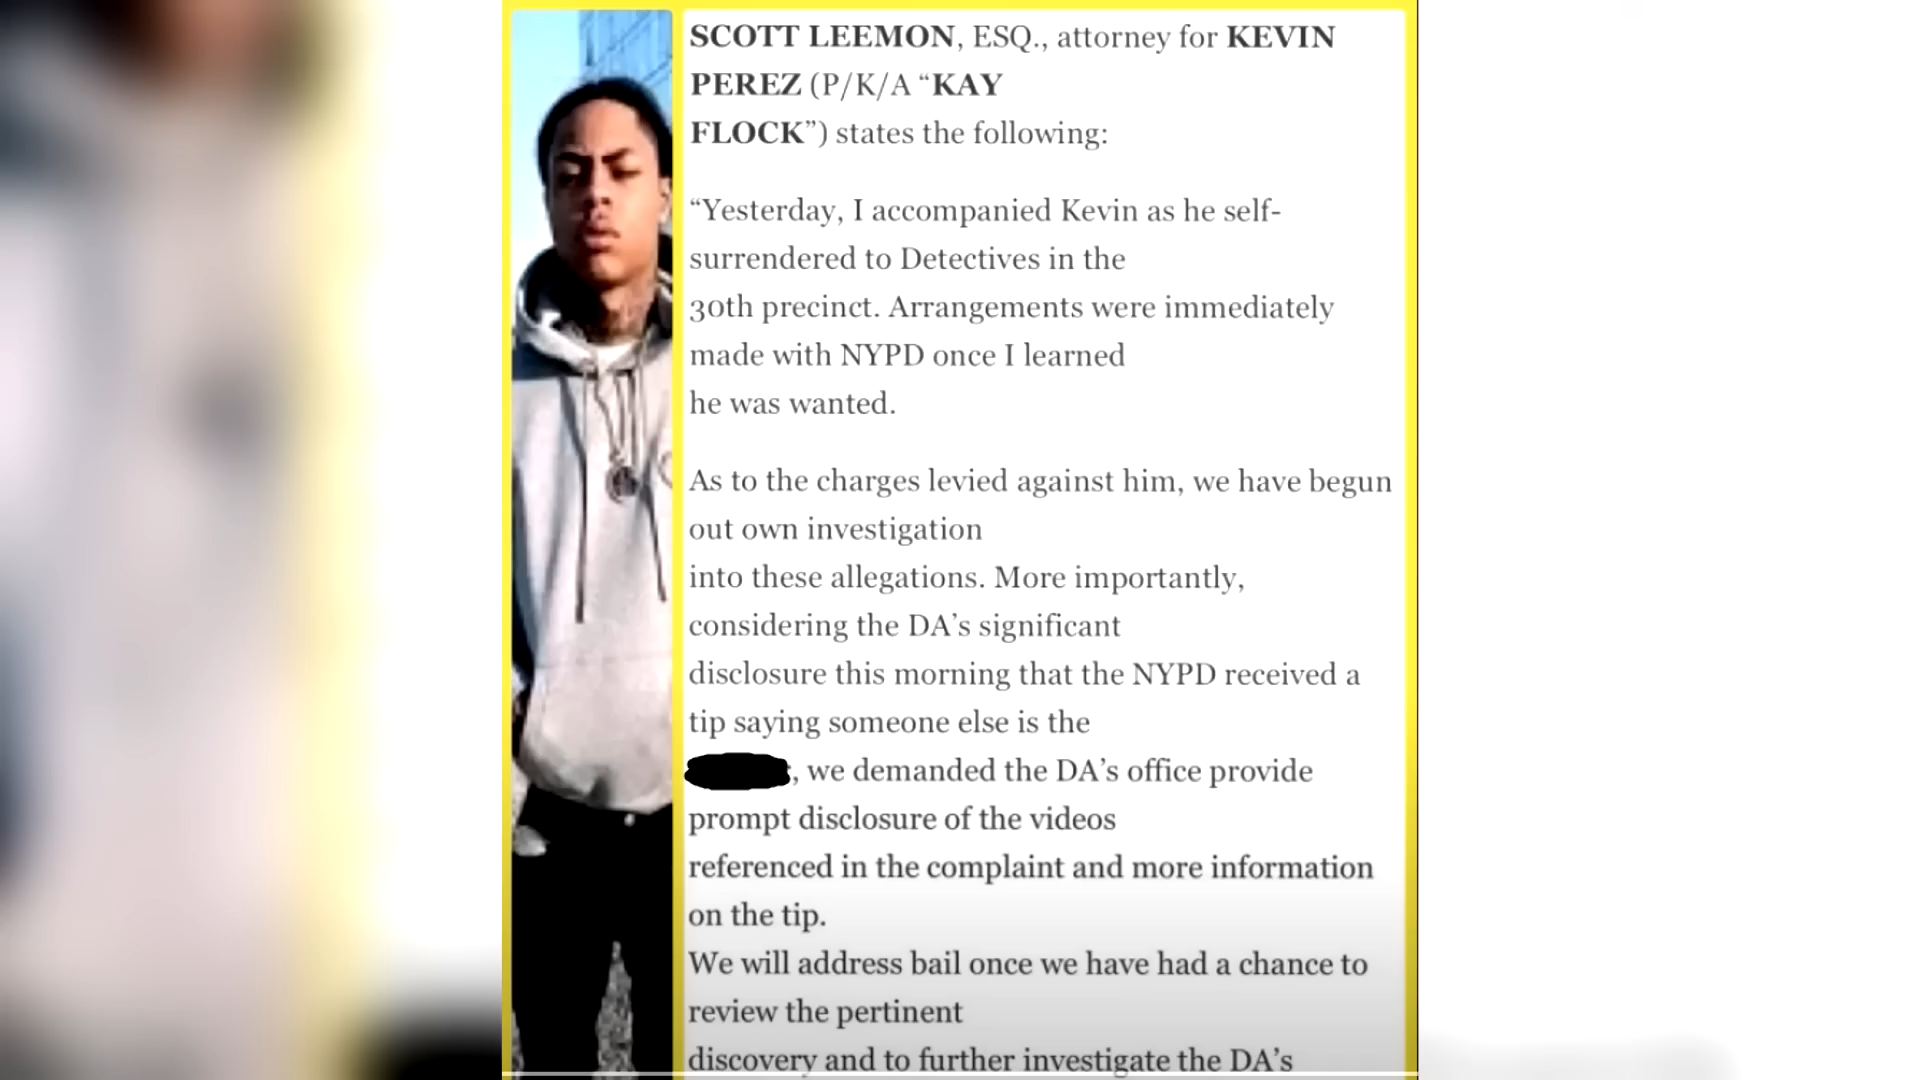 SCOTT LEEMON, ESQ., attorney for KEVIN
PEREZ (P/K/A “KAY
FLOCK”) states the following:
“Yesterday, I accompanied Kevin as he self-
surrendered to Detectives in the
30th precinct. Arrangements were immediately
made with NYPD once I learned
he was wanted.
As to the charges levied against him, we have begun
out own investigation
into these allegations. More importantly,
considering the DA’s significant
disclosure this morning that the NYPD received a
tip saying someone else is the
, we demanded the DA’s office provide
prompt disclosure of the videos
referenced in the complaint and more information
on the tip.
We will address bail once we have had a chance to
review the pertinent
discovery and to further investigate the DA’s